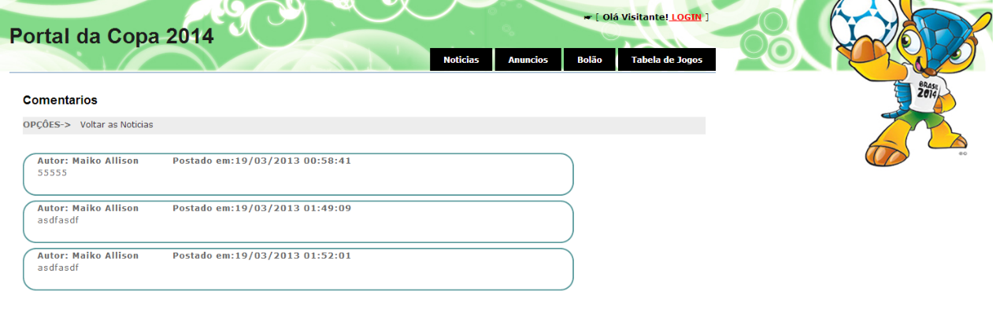 ☛ [ Olá Visitante! LOGIN ]
Portal da Copa 2014
Noticias Anuncios Bolão Tabela de Jogos
BRASIL
2014
Comentarios
OPÇÔES-> Voltar as Noticias
Autor: Maiko Allison Postado em:19/03/2013 00:58:41
55555
Autor: Maiko Allison Postado em:19/03/2013 01:49:09
asdfasdf
Autor: Maiko Allison Postado em:19/03/2013 01:52:01
asdfasdf